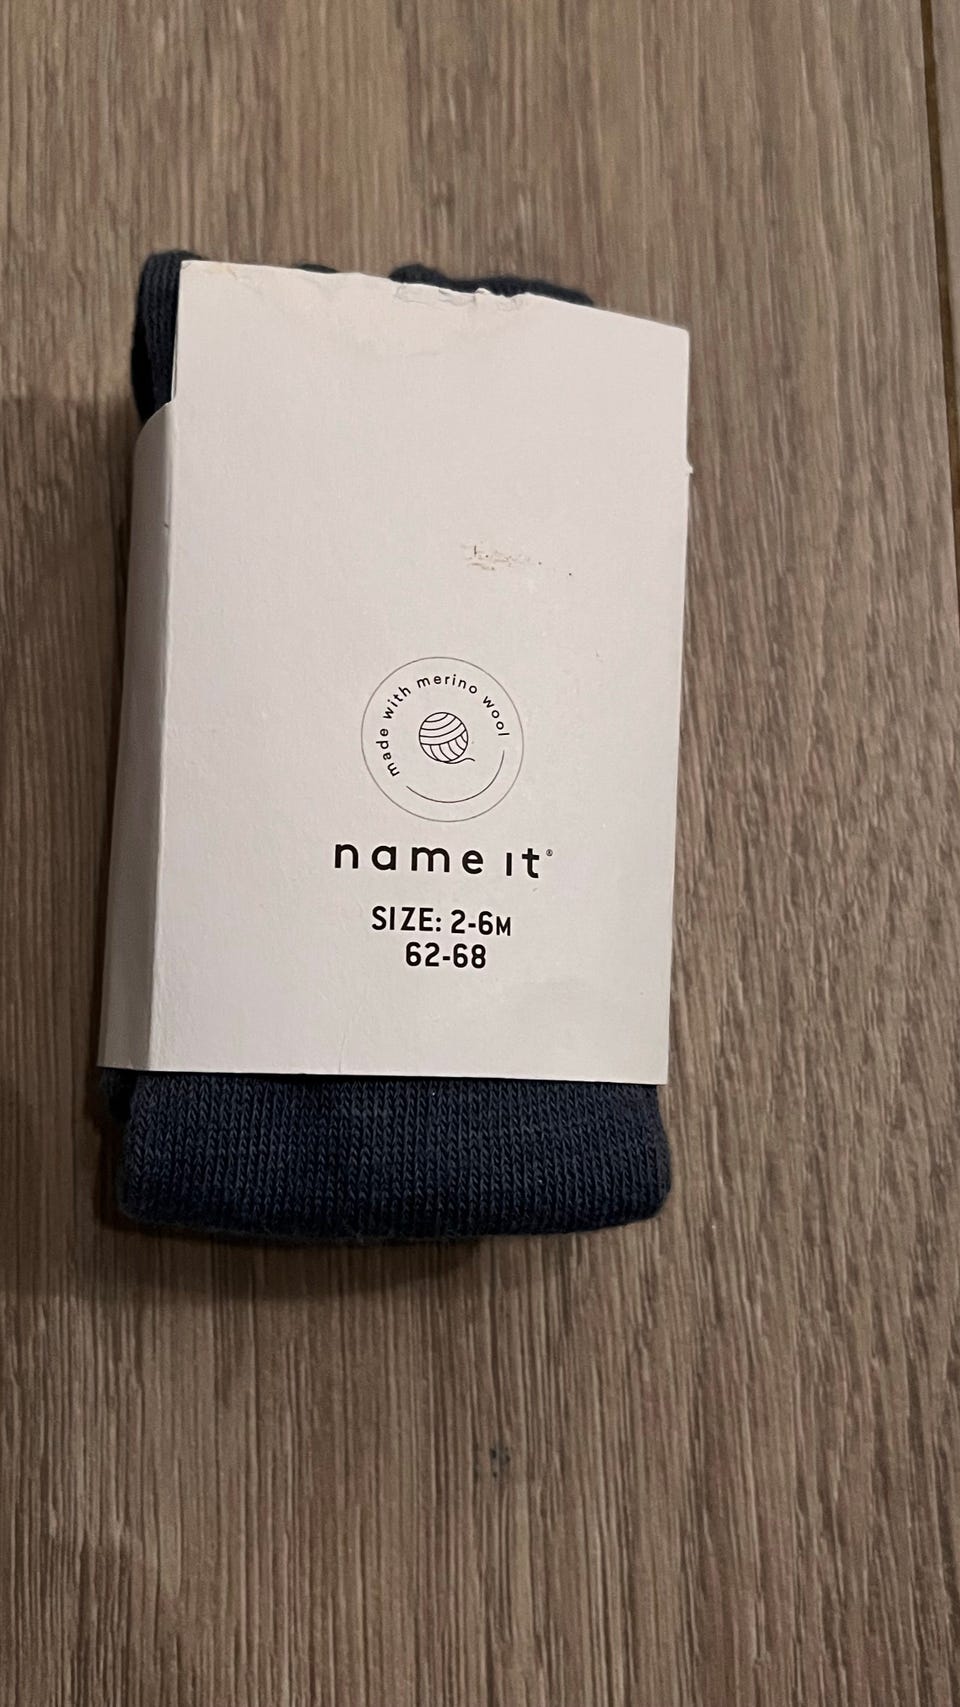 made with merino wool
name it®
SIZE: 2-6M
62-68